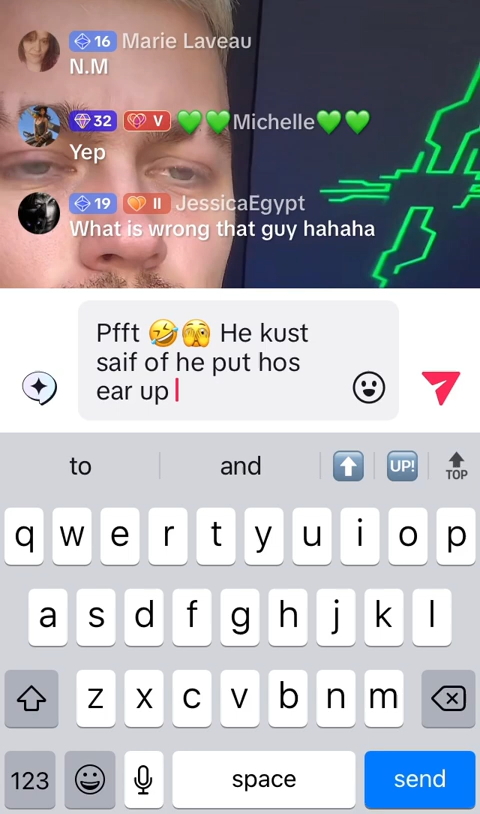 16 Marie Laveau
N.M
32 V 💚💚Michelle💚💚
Yep
19 II JessicaEgypt
What is wrong that guy hahaha
Pfft 🤣🫣 He kust
saif of he put hos
ear up
to and UP! TOP
q w e r t y u i o p
a s d f g h j k l
z x c v b n m
123 space send